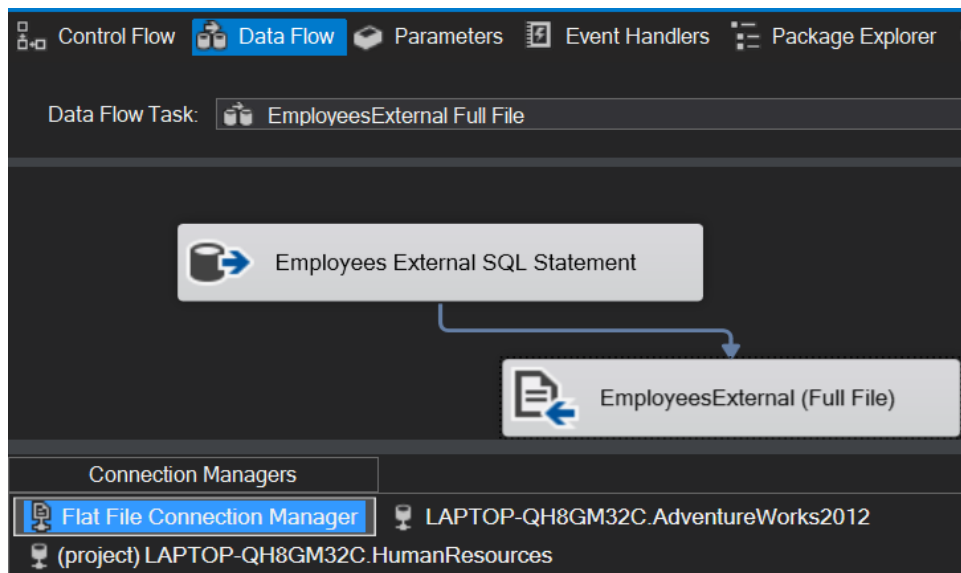 Control Flow Data Flow Parameters Event Handlers Package Explorer
Data Flow Task: EmployeesExternal Full File
Employees External SQL Statement
EmployeesExternal (Full File)
Connection Managers
Flat File Connection Manager LAPTOP-QH8GM32C.AdventureWorks2012
(project) LAPTOP-QH8GM32C.HumanResources